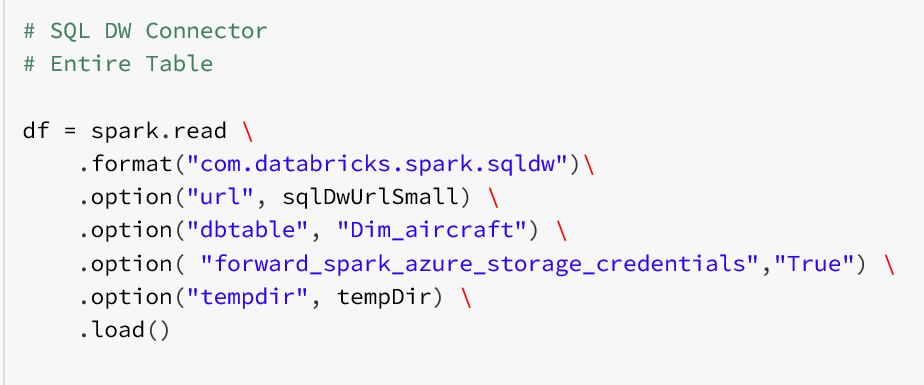 # SQL DW Connector
# Entire Table
df = spark.read \
.format("com.databricks.spark.sqldw")\
.option("url", sqlDwUrlSmall) \
.option("dbtable", "Dim_aircraft") \
.option( "forward_spark_azure_storage_credentials","True") \
.option("tempdir", tempDir) \
.load()